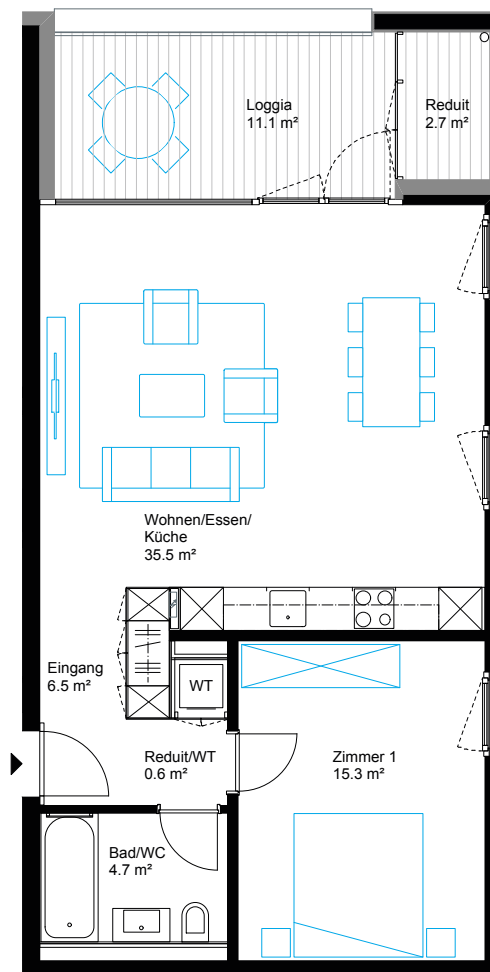 Loggia
11.1 m²
Reduit
2.7 m²
Wohnen/Essen/
Küche
35.5 m²
Eingang
6.5 m²
WT
Reduit/WT
0.6 m²
Zimmer 1
15.3 m²
Bad/WC
4.7 m²